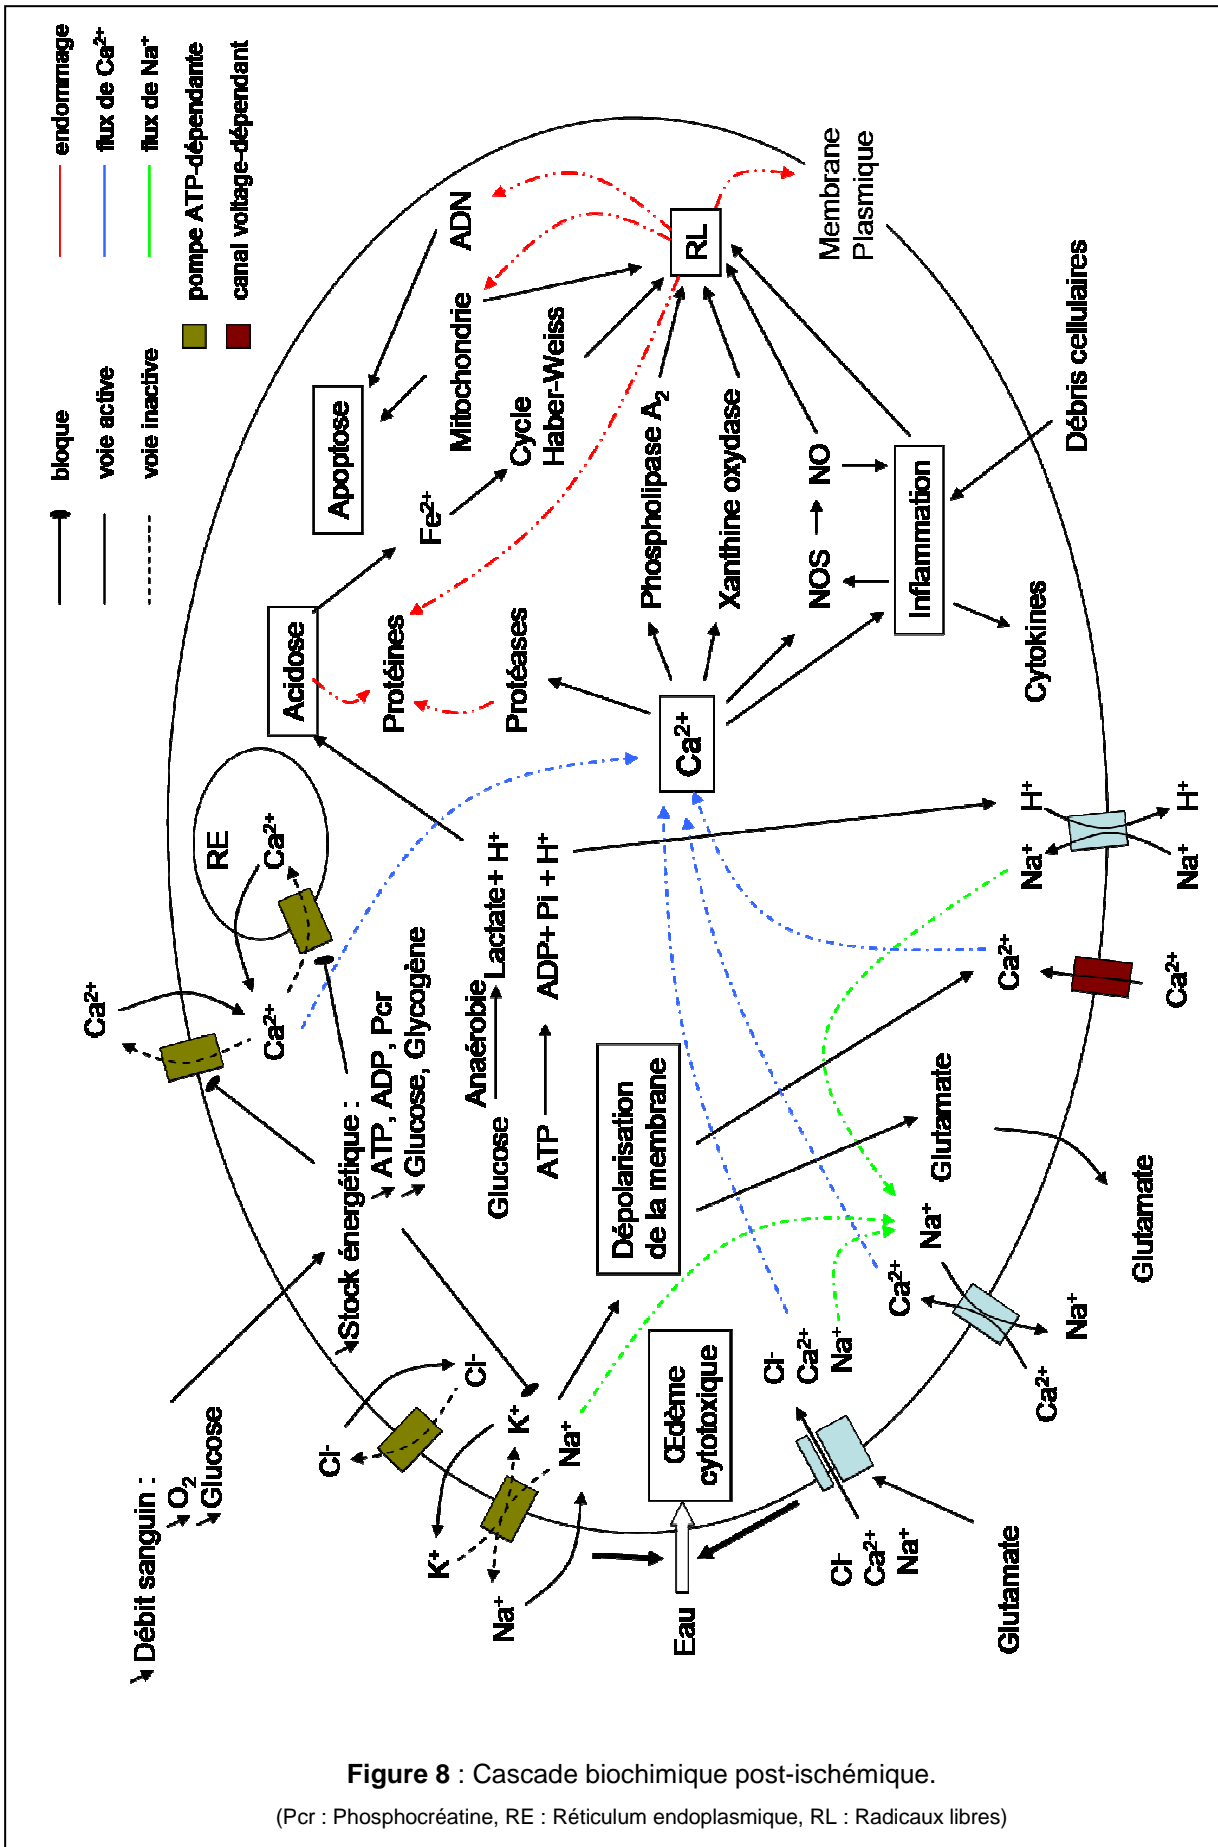 ↘Débit sanguin :
↘O₂
↘Glucose
bloque
voie active
voie inactive
endommage
flux de Ca²⁺
flux de Na⁺
pompe ATP-dépendante
canal voltage-dépendant
Ca²⁺
Ca²⁺
RE
Ca²⁺
↘Stock énergétique :
↘ATP, ADP, Pcr
↘Glucose, Glycogène
Cl⁻
Cl⁻
K⁺
K⁺
Na⁺
Na⁺
Anaérobie
Glucose
Lactate + H⁺
ATP
ADP+ Pi + H⁺
Acidose
Apoptose
ADN
Fe²⁺
Mitochondrie
Cycle
Haber-Weiss
Protéines
Protéases
Dépolarisation
de la membrane
Ca²⁺
Phospholipase A₂
Xanthine oxydase
RL
NOS
NO
Inflammation
Membrane
Plasmique
Eau
Œdème
cytotoxique
Cl⁻
Ca²⁺
Na⁺
Cl⁻
Ca²⁺
Na⁺
Glutamate
Ca²⁺
Na⁺
Ca²⁺
Na⁺
Glutamate
Glutamate
Ca²⁺
Ca²⁺
Na⁺
H⁺
Na⁺
H⁺
Cytokines
Débris cellulaires
Figure 8 : Cascade biochimique post-ischémique.
(Pcr : Phosphocréatine, RE : Réticulum endoplasmique, RL : Radicaux libres)